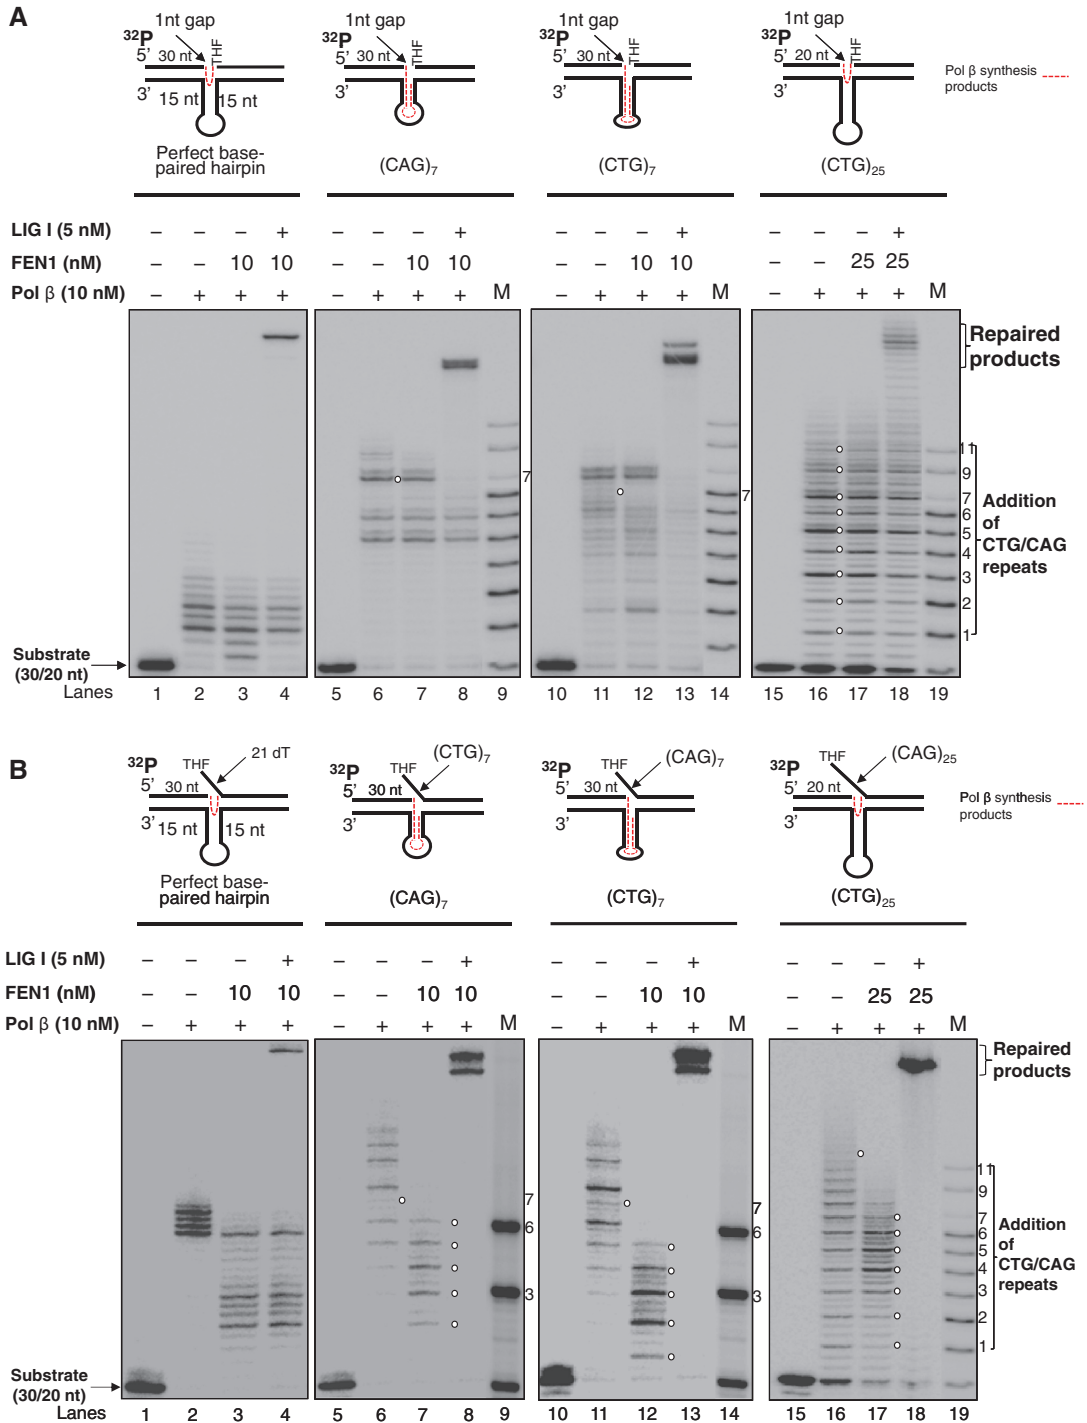 A
1nt gap
1nt gap
1nt gap
1nt gap
32P
5’ 30 nt THF
32P
5’ 30 nt THF
32P
5’ 30 nt THF
32P
5’ 20 nt THF
Pol β synthesis
products
3’ 15 nt 15 nt
3’
3’
3’
Perfect base-
paired hairpin
(CAG)7
(CTG)7
(CTG)25
LIG I (5 nM) – – – + – – – + – – – + – – – +
FEN1 (nM) – – 10 10 – – 10 10 – – 10 10 – – 25 25
Pol β (10 nM) – + + + – + + + M – + + + M – + + + M
Repaired
products
7
7
11
9
7
6
5
4
3
2
1
Addition
of
CTG/CAG
repeats
Substrate
(30/20 nt)
Lanes 1 2 3 4 5 6 7 8 9 10 11 12 13 14 15 16 17 18 19
B
THF 21 dT
THF (CTG)7
THF (CAG)7
THF (CAG)25
32P
5’ 30 nt
32P
5’ 30 nt
32P
5’ 30 nt
32P
5’ 20 nt
Pol β synthesis
products
3’ 15 nt 15 nt
3’
3’
3’
Perfect base-
paired hairpin
(CAG)7
(CTG)7
(CTG)25
LIG I (5 nM) – – – + – – – + – – – + – – – +
FEN1 (nM) – – 10 10 – – 10 10 – – 10 10 – – 25 25
Pol β (10 nM) – + + + – + + + M – + + + M – + + + M
Repaired
products
7
6
3
7
6
3
11
9
7
6
5
4
3
2
1
Addition
of
CTG/CAG
repeats
Substrate
(30/20 nt)
Lanes 1 2 3 4 5 6 7 8 9 10 11 12 13 14 15 16 17 18 19